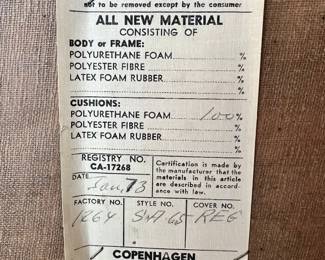 not to be removed except by the consumer
ALL NEW MATERIAL
CONSISTING OF
BODY or FRAME:
POLYURETHANE FOAM %
POLYESTER FIBRE %
LATEX FOAM RUBBER %
CUSHIONS:
POLYURETHANE FOAM 100 %
POLYESTER FIBRE %
LATEX FOAM RUBBER %
REGISTRY NO.
CA-17268
DATE Jan, 73
Certification is made by
the manufacturer that the
materials in this article
are described in accord-
ance with law.
FACTORY NO. STYLE NO. COVER NO.
1264 65 REG
COPENHAGEN